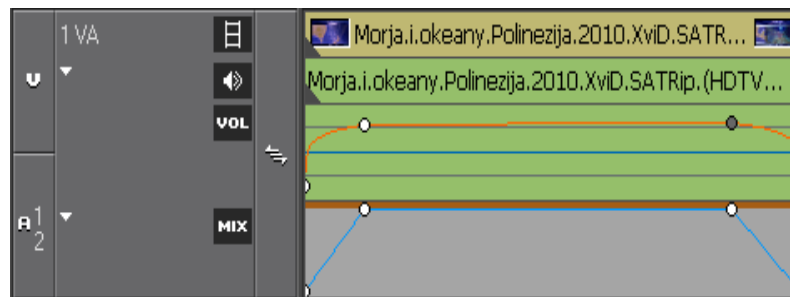 1 VA
Morja.i.okeany.Polinezija.2010.XviD.SATR...
V
Morja.i.okeany.Polinezija.2010.XviD.SATRip.(HDTV...
VOL
A 1
2
MIX